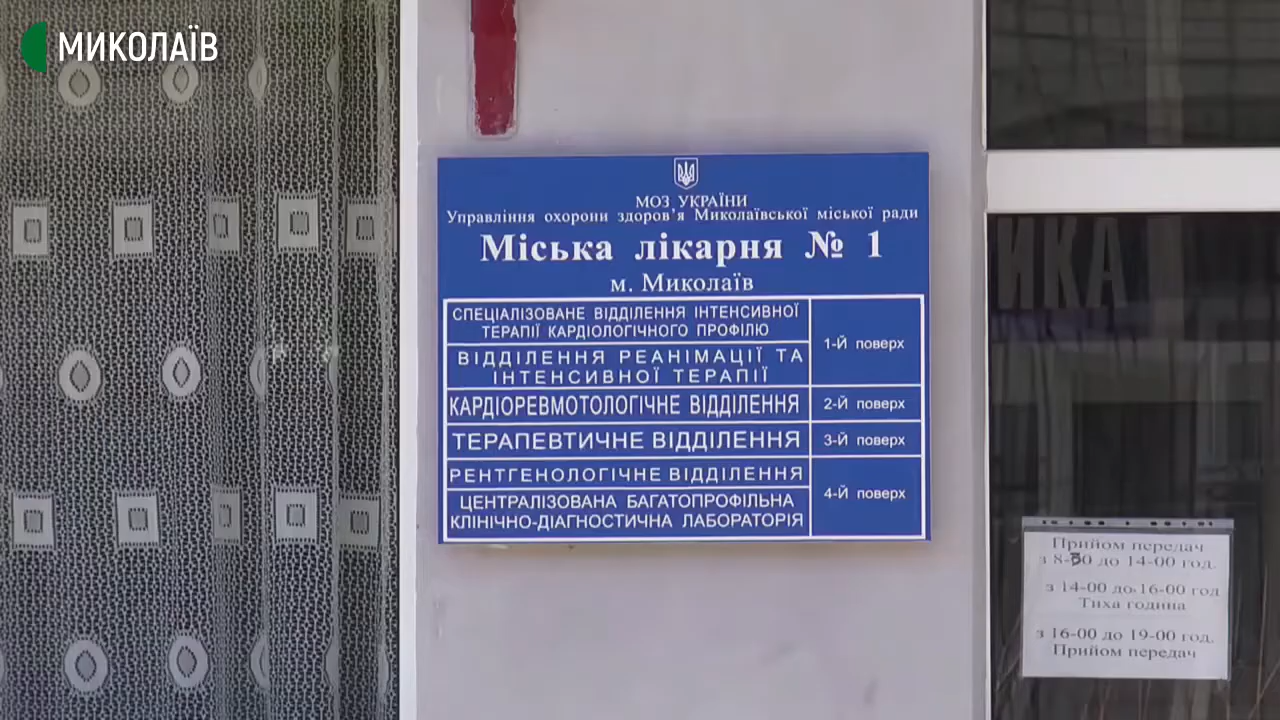 МИКОЛАЇВ
МОЗ УКРАЇНИ
Управління охорони здоров'я Миколаївської міської ради
Міська лікарня № 1
м. Миколаїв
СПЕЦІАЛІЗОВАНЕ ВІДДІЛЕННЯ ІНТЕНСИВНОЇ
ТЕРАПІЇ КАРДІОЛОГІЧНОГО ПРОФІЛЮ
1-Й поверх
ВІДДІЛЕННЯ РЕАНІМАЦІЇ ТА
ІНТЕНСИВНОЇ ТЕРАПІЇ
КАРДІОРЕВМОТОЛОГІЧНЕ ВІДДІЛЕННЯ 2-Й поверх
ТЕРАПЕВТИЧНЕ ВІДДІЛЕННЯ 3-Й поверх
РЕНТГЕНОЛОГІЧНЕ ВІДДІЛЕННЯ
4-Й поверх
ЦЕНТРАЛІЗОВАНА БАГАТОПРОФІЛЬНА
КЛІНІЧНО-ДІАГНОСТИЧНА ЛАБОРАТОРІЯ
Прийом передач
з 8-30 до 14-00 год.
з 14-00 до 16-00 год
Тиха година
з 16-00 до 19-00 год.
Прийом передач